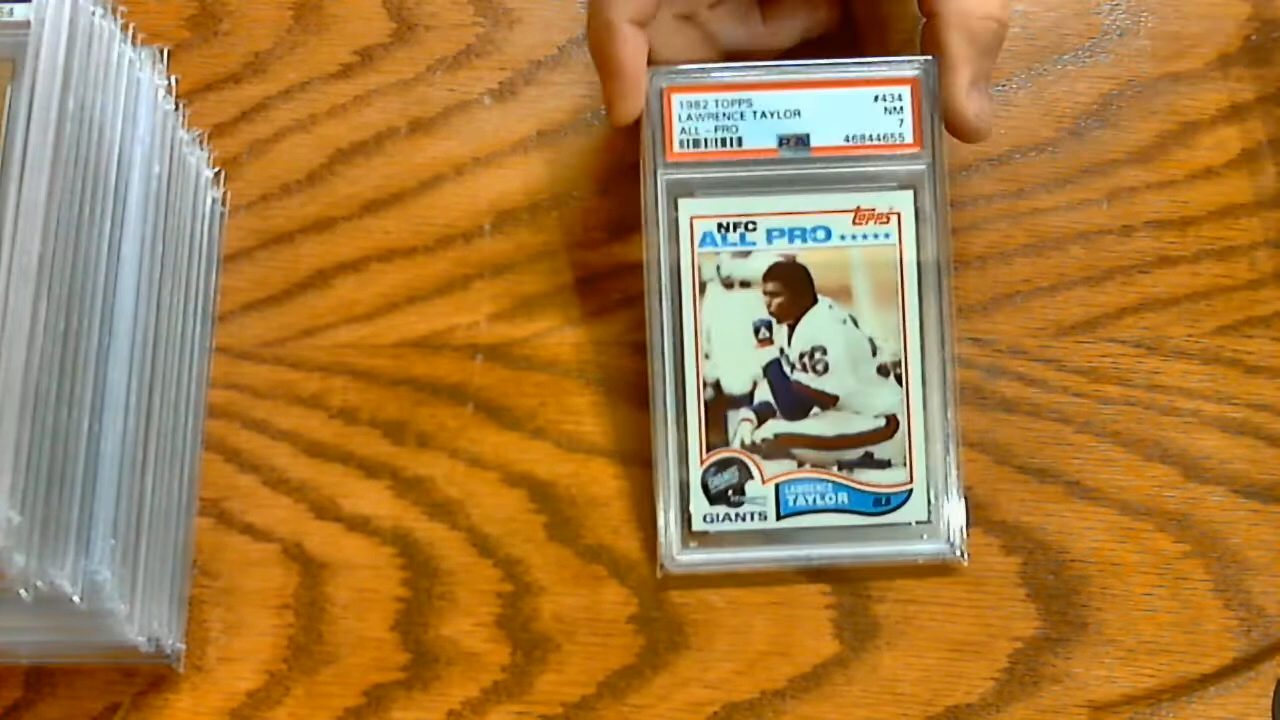 1982 TOPPS #434
LAWRENCE TAYLOR NM
ALL-PRO 7
PSA 46844655
topps
NFC
ALL PRO
GIANTS
LAWRENCE
TAYLOR